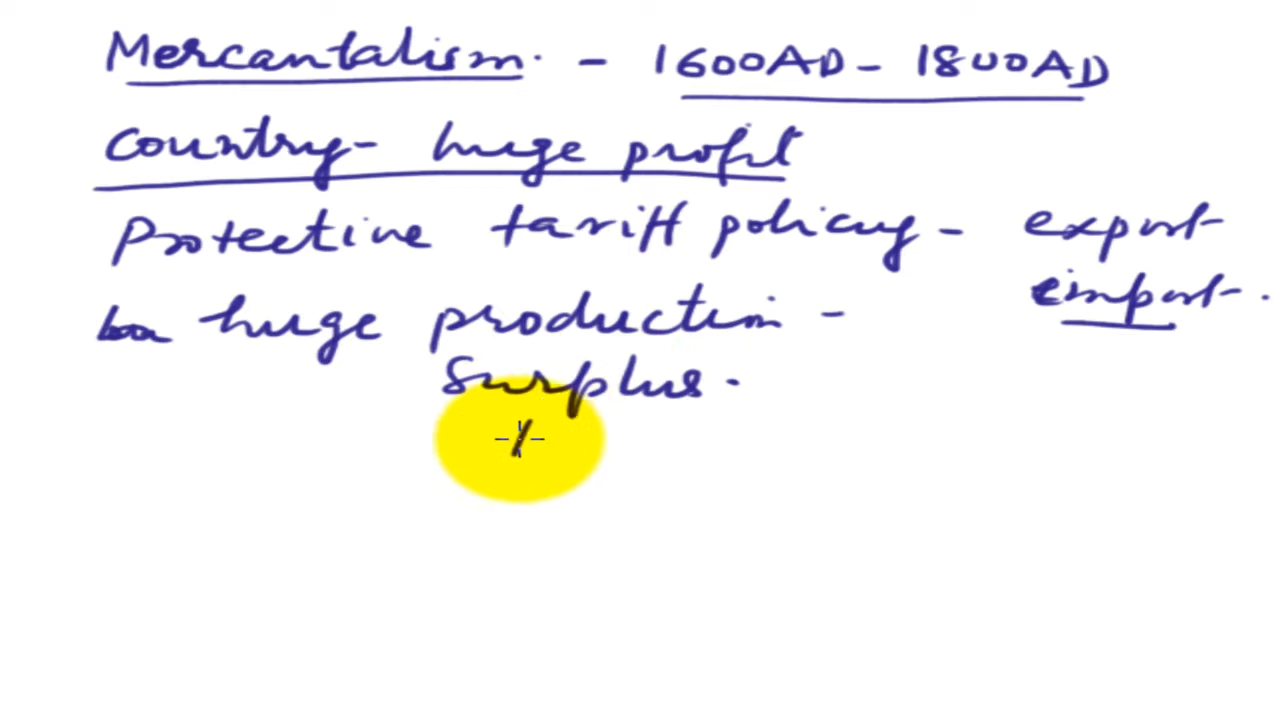 Mercantalism. - 1600AD - 1800AD
Country - huge profit
Protective tariff policy - export
import.
huge production -
Surplus.